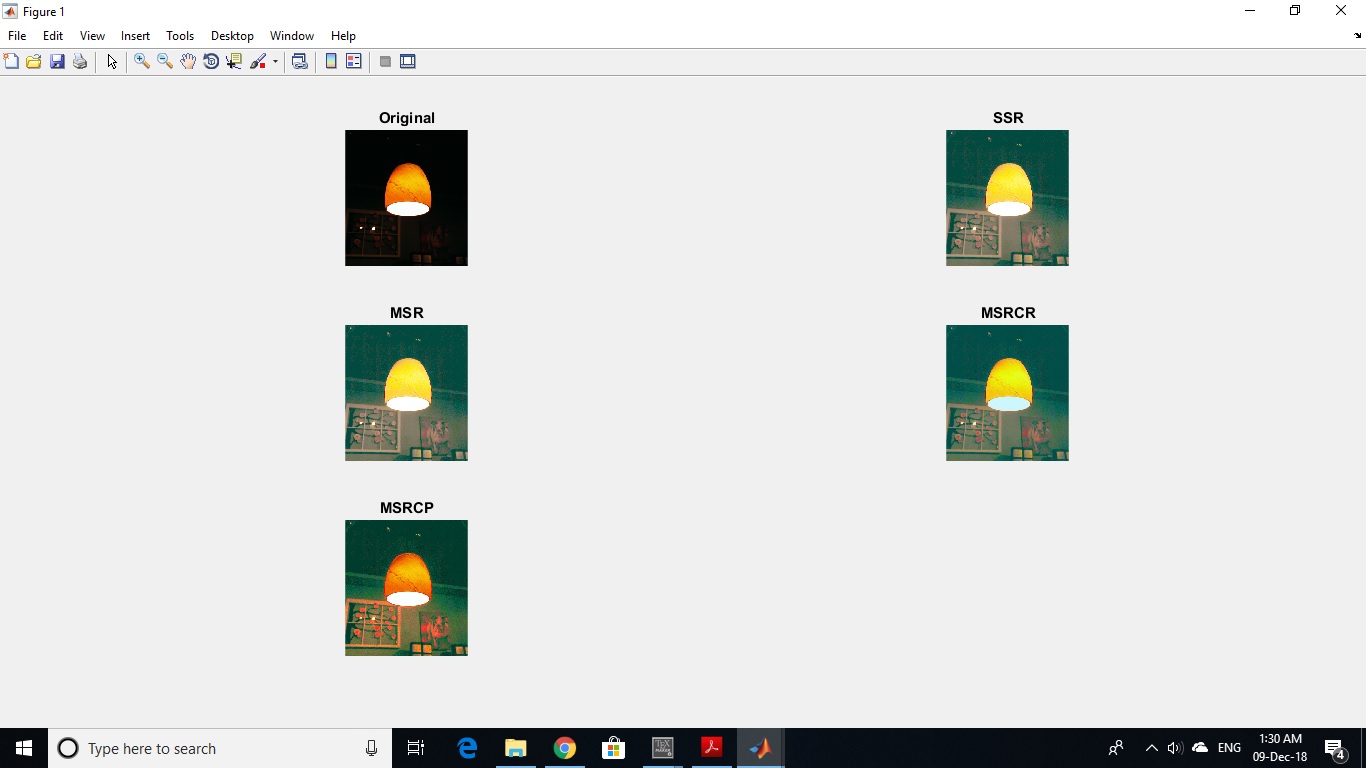 Figure 1
File Edit View Insert Tools Desktop Window Help
Original
SSR
MSR
MSRCR
MSRCP
Type here to search
ENG
1:30 AM
09-Dec-18
4